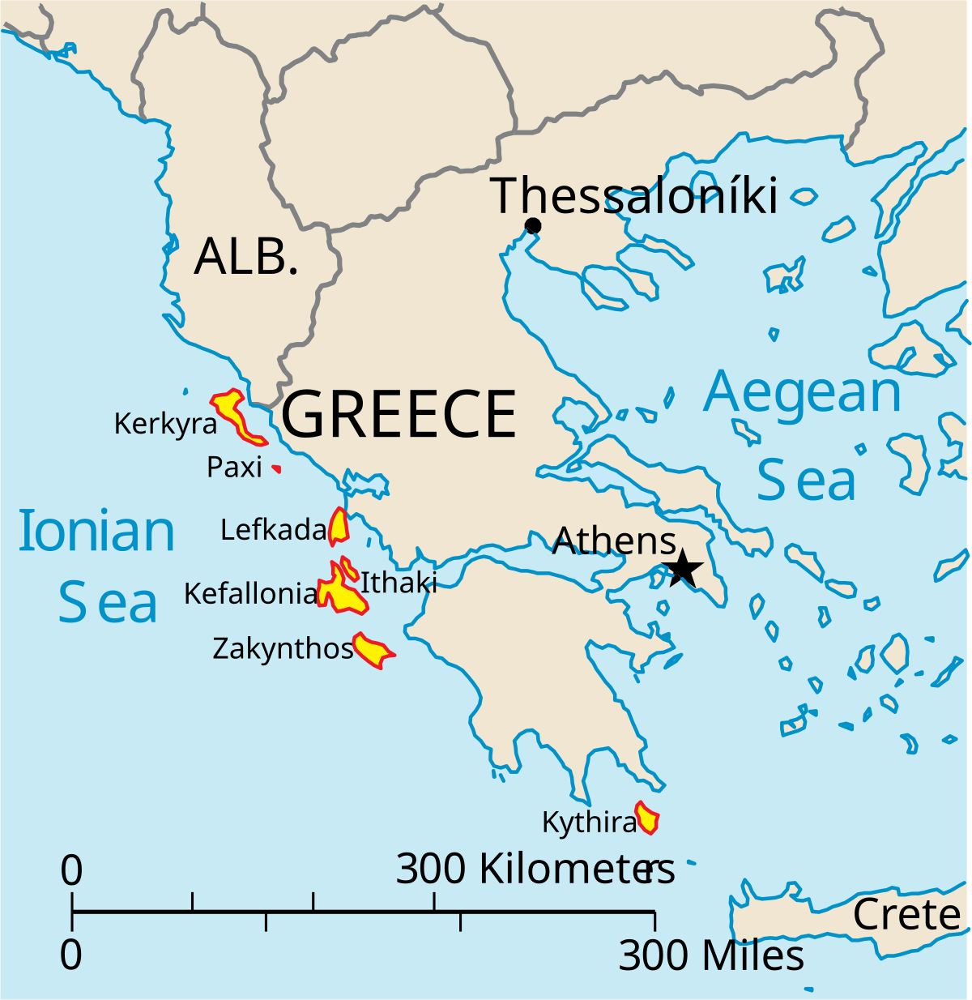 Thessaloníki
ALB.
GREECE
Aegean
Sea
Kerkyra
Paxi
Ionian
Sea
Lefkada
Athens
Ithaki
Kefallonia
Zakynthos
Kythira
0
300 Kilometers
Crete
0
300 Miles